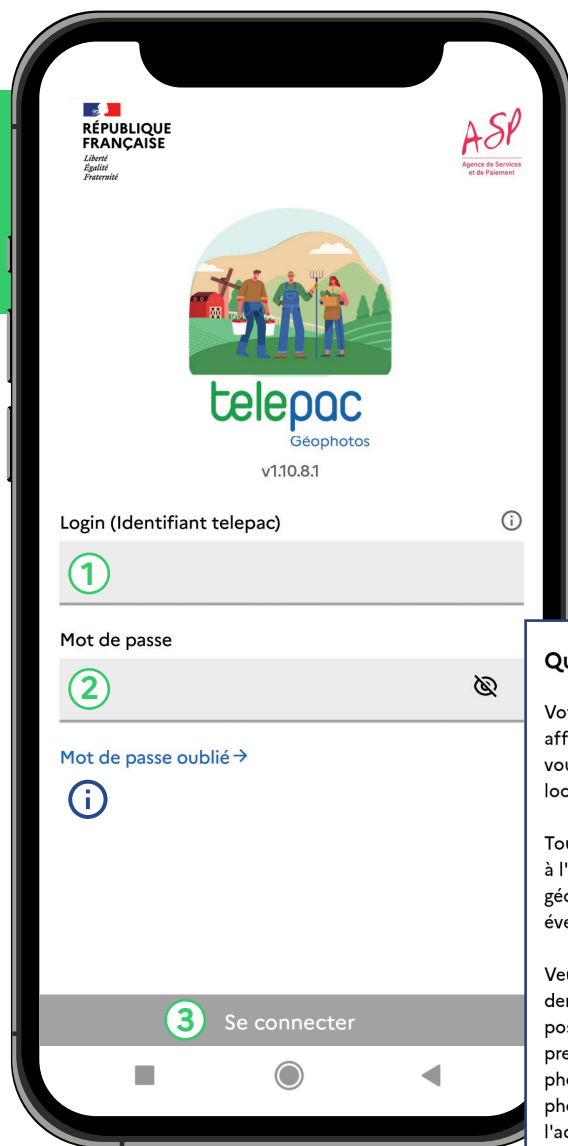 RÉPUBLIQUE
FRANÇAISE
Liberté
Égalité
Fraternité
ASP
Agence de Services
et de Paiement
telepac
Géophotos
v1.10.8.1
Login (Identifiant telepac)
1
Mot de passe
2
Mot de passe oublié →
3 Se connecter